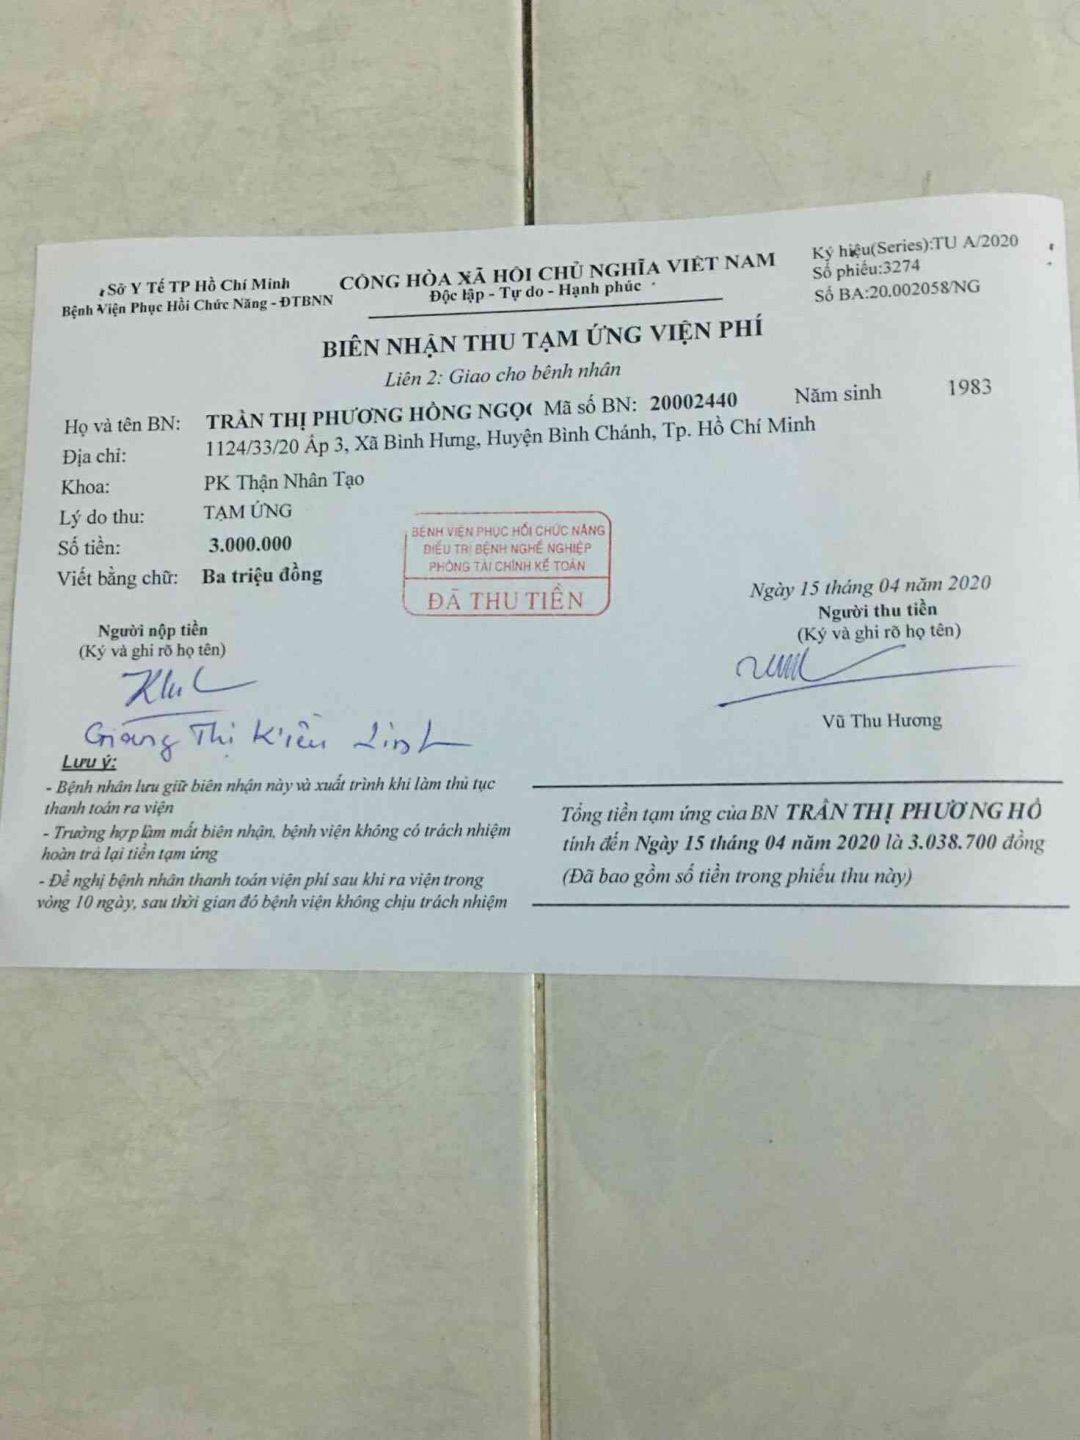 Sở Y Tế TP Hồ Chí Minh
Bệnh Viện Phục Hồi Chức Năng - ĐTBNN
CỘNG HÒA XÃ HỘI CHỦ NGHĨA VIỆT NAM
Độc lập - Tự do - Hạnh phúc
Ký hiệu(Series):TU A/2020
Số phiếu:3274
Số BA:20.002058/NG
BIÊN NHẬN THU TẠM ỨNG VIỆN PHÍ
Liên 2: Giao cho bệnh nhân
Họ và tên BN: TRẦN THỊ PHƯƠNG HỒNG NGỌC Mã số BN: 20002440 Năm sinh 1983
Địa chỉ: 1124/33/20 Ấp 3, Xã Bình Hưng, Huyện Bình Chánh, Tp. Hồ Chí Minh
Khoa: PK Thận Nhân Tạo
Lý do thu: TẠM ỨNG
Số tiền: 3.000.000
Viết bằng chữ: Ba triệu đồng
BỆNH VIỆN PHỤC HỒI CHỨC NĂNG
ĐIỀU TRỊ BỆNH NGHỀ NGHIỆP
PHÒNG TÀI CHÍNH KẾ TOÁN
ĐÃ THU TIỀN
Ngày 15 tháng 04 năm 2020
Người nộp tiền
(Ký và ghi rõ họ tên)
Người thu tiền
(Ký và ghi rõ họ tên)
Giang Thị Kiều Linh
Vũ Thu Hương
Lưu ý:
- Bệnh nhân lưu giữ biên nhận này và xuất trình khi làm thủ tục
thanh toán ra viện
- Trường hợp làm mất biên nhận, bệnh viện không có trách nhiệm
hoàn trả lại tiền tạm ứng
- Đề nghị bệnh nhân thanh toán viện phí sau khi ra viện trong
vòng 10 ngày, sau thời gian đó bệnh viện không chịu trách nhiệm
Tổng tiền tạm ứng của BN TRẦN THỊ PHƯƠNG HỒ
tính đến Ngày 15 tháng 04 năm 2020 là 3.038.700 đồng
(Đã bao gồm số tiền trong phiếu thu này)